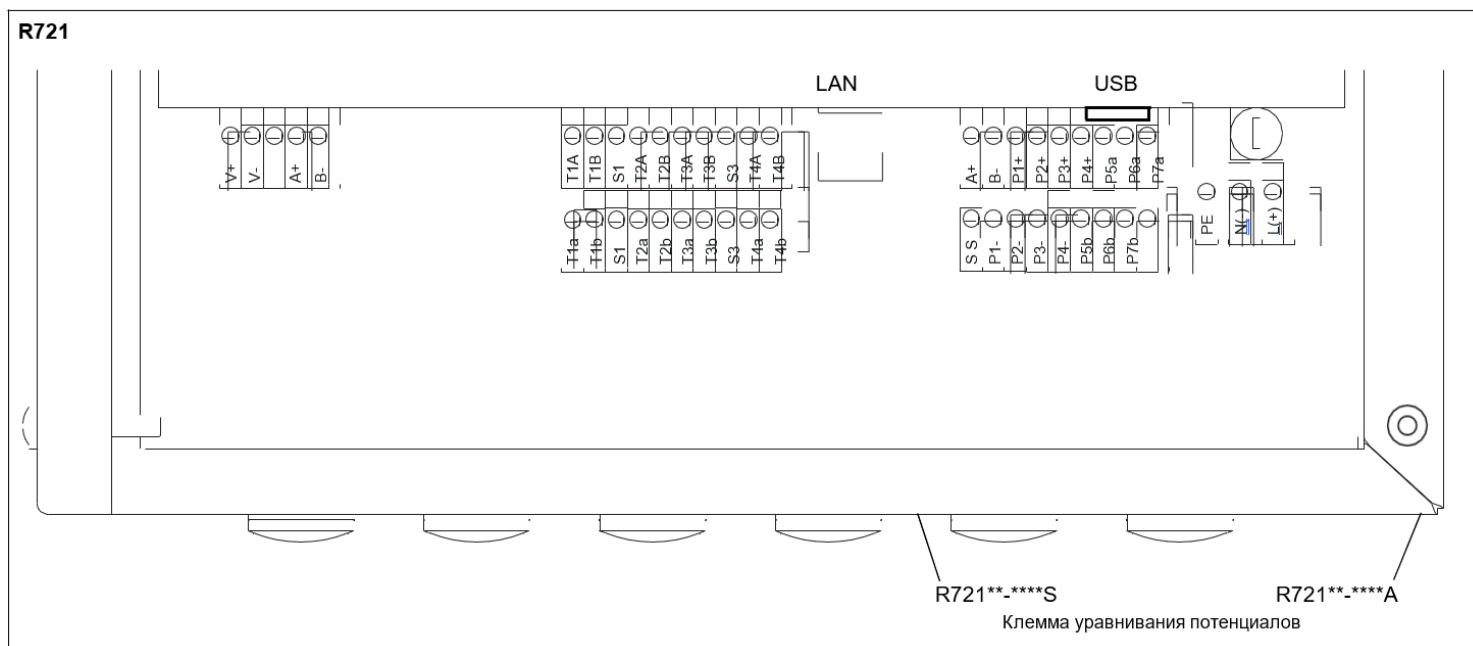 R721
LAN
USB
V+ V- A+ B-
T1A T1B S1 T2A T2B T3A T3B S3 T4A T4B
A+ B- P1+ P2+ P3+ P4+ P5a P6a P7a
PE N( ) L(+)
T1a T1b S1 T2a T2b T3a T3b S3 T4a T4b
S S P1- P2- P3- P4- P5b P6b P7b
R721**-****S
R721**-****A
Клемма уравнивания потенциалов